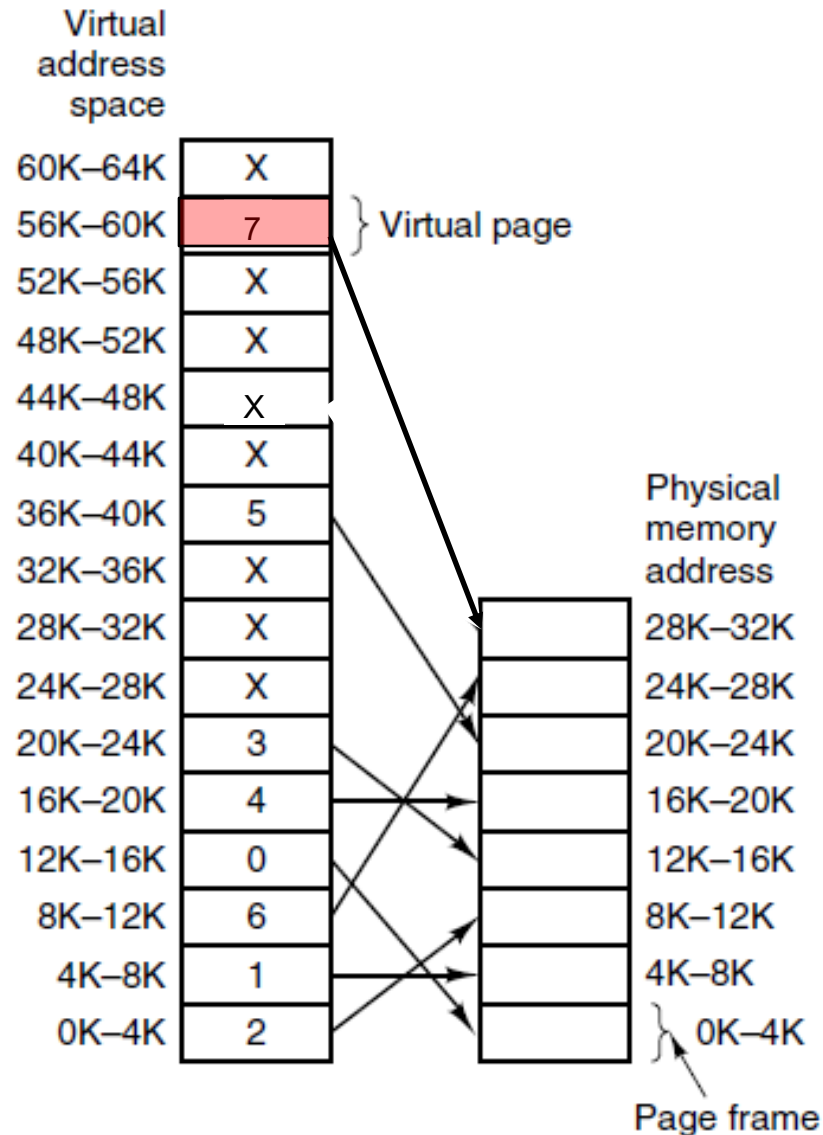 Virtual
address
space
60K–64K X
56K–60K 7 Virtual page
52K–56K X
48K–52K X
44K–48K X
40K–44K X
36K–40K 5
32K–36K X
28K–32K X
24K–28K X
20K–24K 3
16K–20K 4
12K–16K 0
8K–12K 6
4K–8K 1
0K–4K 2
Physical
memory
address
28K–32K
24K–28K
20K–24K
16K–20K
12K–16K
8K–12K
4K–8K
0K–4K
Page frame